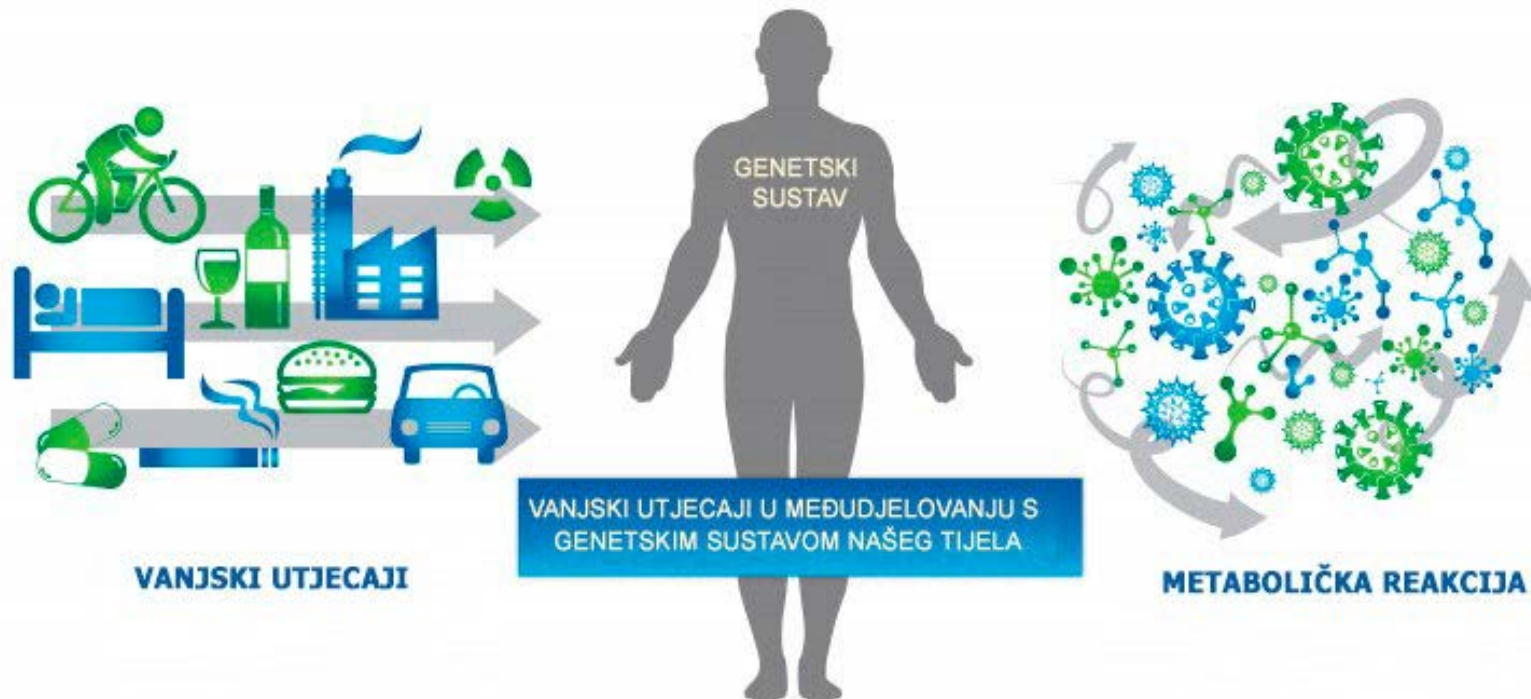 GENETSKI
SUSTAV
VANJSKI UTJECAJI U MEĐUDJELOVANJU S
GENETSKIM SUSTAVOM NAŠEG TIJELA
VANJSKI UTJECAJI
METABOLIČKA REAKCIJA